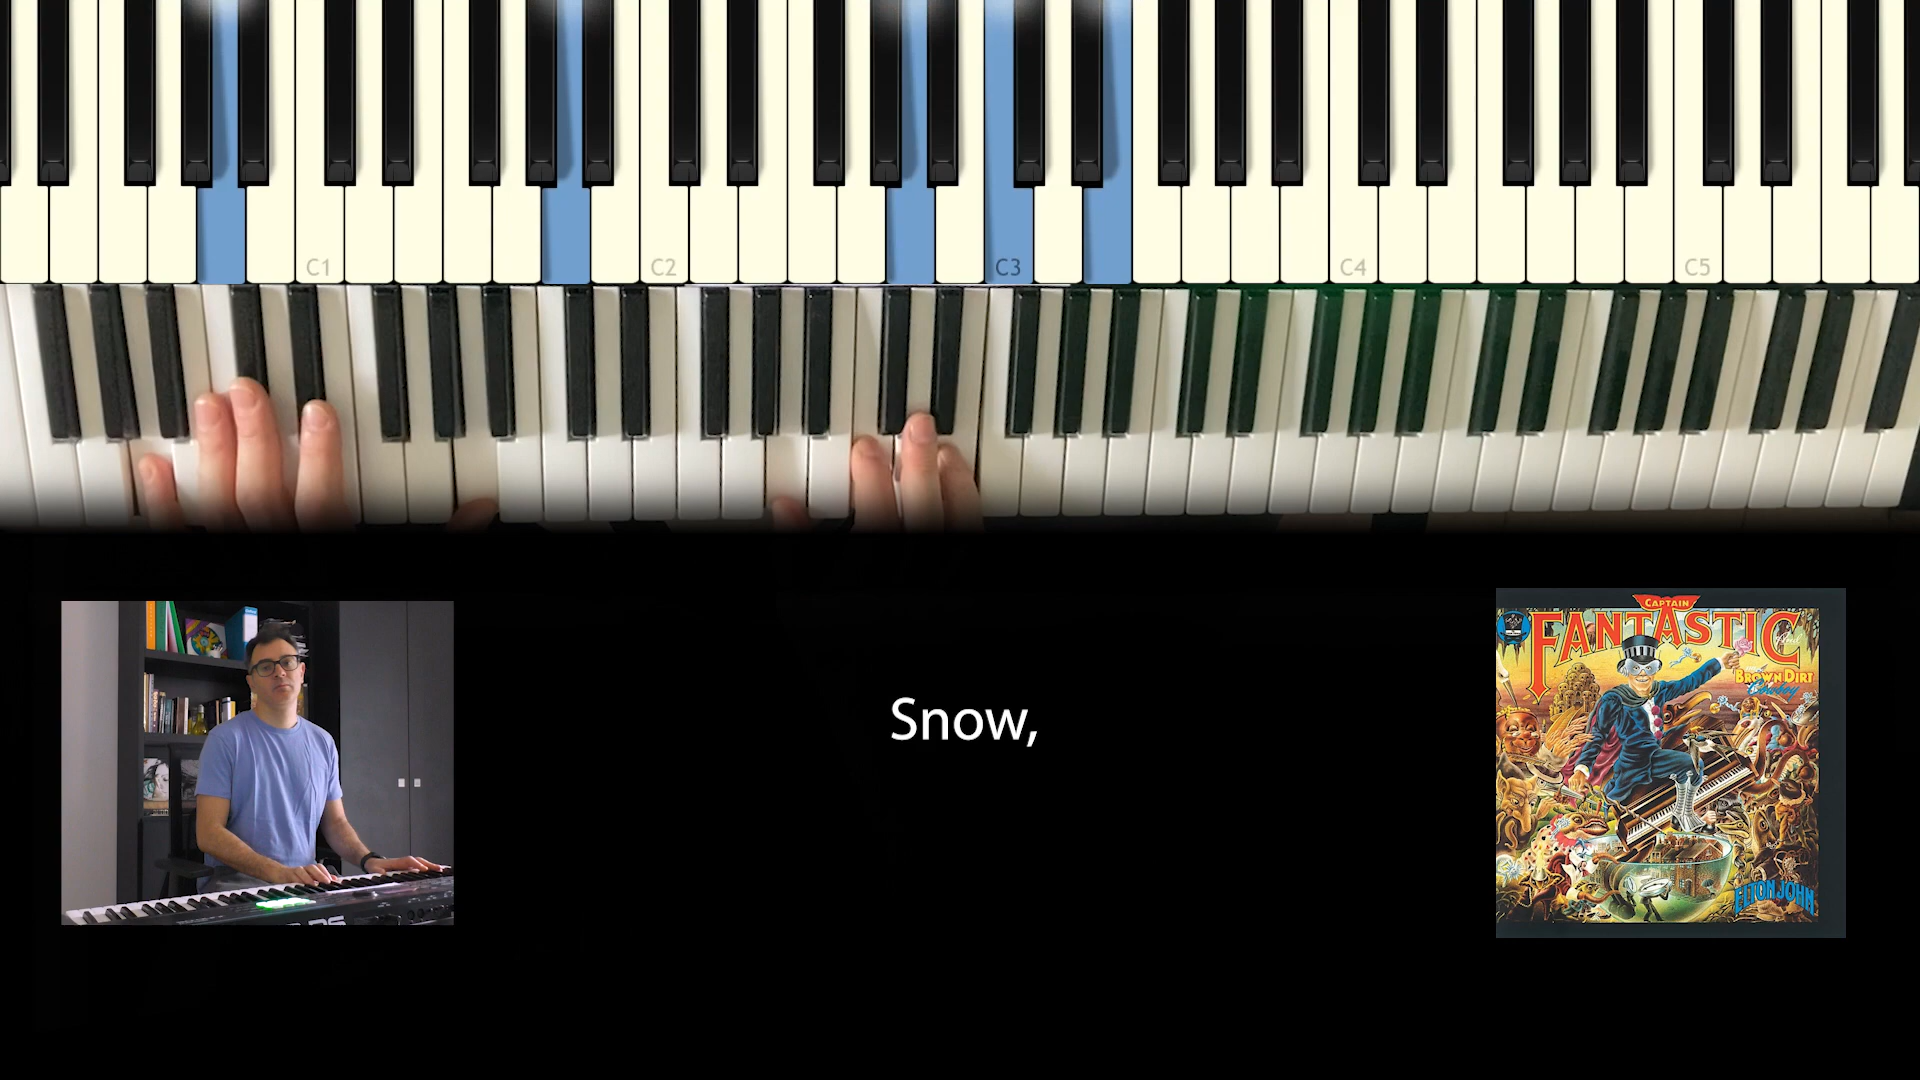 C1 C2 C3 C4 C5
Snow,
CAPTAIN
FANTASTIC
BROWN DIRT
Cowboy
ELTON JOHN